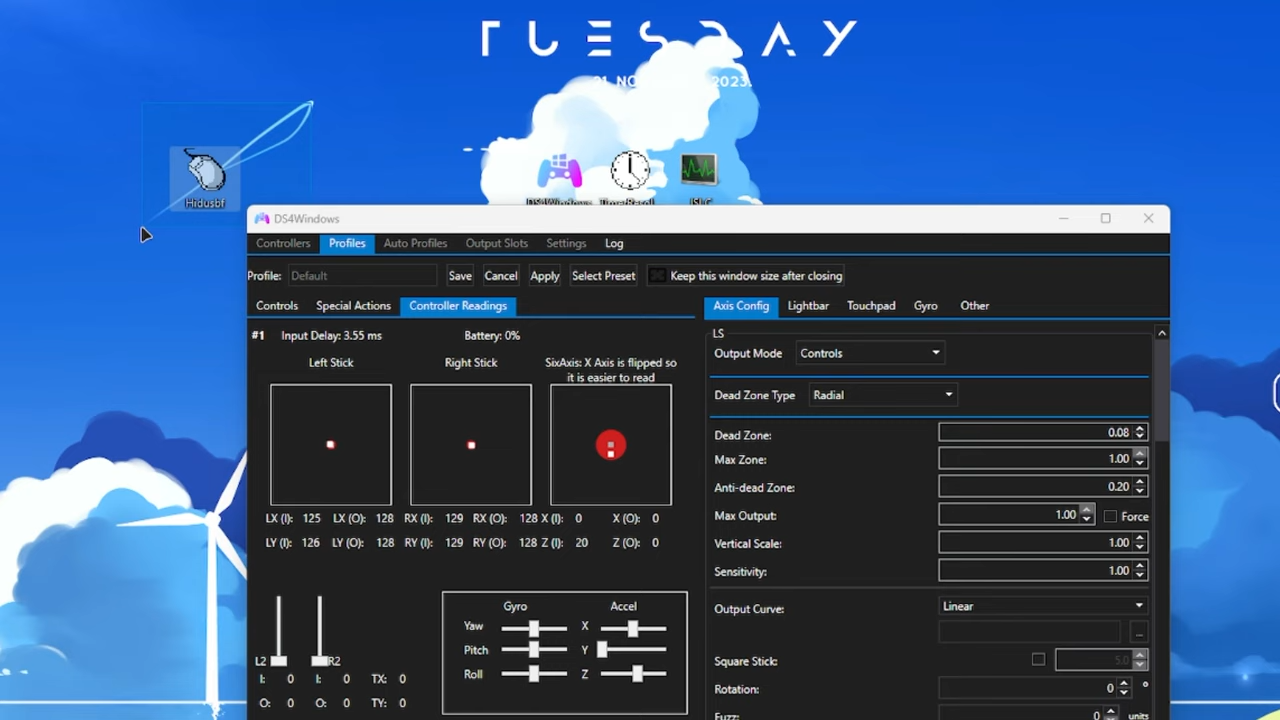 TUESDAY
2023.
Hidusbf
DS4Windows
ISLC
DS4Windows
Controllers Profiles Auto Profiles Output Slots Settings Log
Profile: Default Save Cancel Apply Select Preset Keep this window size after closing
Controls Special Actions Controller Readings Axis Config Lightbar Touchpad Gyro Other
#1 Input Delay: 3.55 ms Battery: 0%
LS
Output Mode Controls
Left Stick Right Stick SixAxis: X Axis is flipped so
it is easier to read
Dead Zone Type Radial
Dead Zone: 0.08
Max Zone: 1.00
Anti-dead Zone: 0.20
Max Output: 1.00 Force
LX (I): 125 LX (O): 128 RX (I): 129 RX (O): 128 X (I): 0 X (O): 0
LY (I): 126 LY (O): 128 RY (I): 129 RY (O): 128 Z (I): 20 Z (O): 0
Vertical Scale: 1.00
Sensitivity: 1.00
Output Curve: Linear
...
Square Stick: 5.0
Rotation: 0 °
Fuzz: 0 units
Gyro Accel
Yaw X
Pitch Y
Roll Z
L2 R2
I: 0 I: 0 TX: 0
O: 0 O: 0 TY: 0